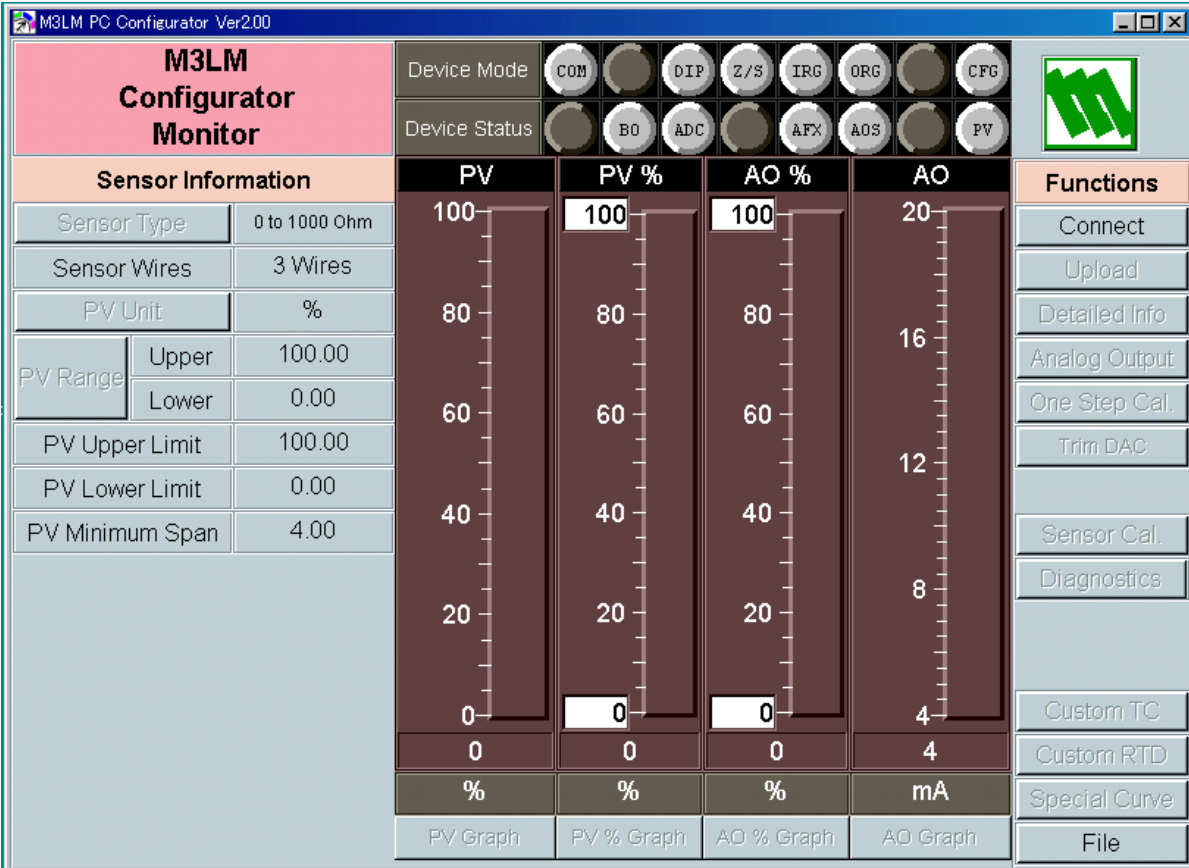 M3LM PC Configurator Ver2.00
M3LM
Configurator
Monitor
Device Mode COM DIP Z/S IRG ORG CFG
Device Status BO ADC AFX AOS PV
Sensor Information
Sensor Type 0 to 1000 Ohm
Sensor Wires 3 Wires
PV Unit %
PV Range Upper 100.00
Lower 0.00
PV Upper Limit 100.00
PV Lower Limit 0.00
PV Minimum Span 4.00
PV
100
80
60
40
20
0
0
%
PV Graph
PV %
100
80
60
40
20
0
0
%
PV % Graph
AO %
100
80
60
40
20
0
0
%
AO % Graph
AO
20
16
12
8
4
4
mA
AO Graph
Functions
Connect
Upload
Detailed Info
Analog Output
One Step Cal.
Trim DAC
Sensor Cal.
Diagnostics
Custom TC
Custom RTD
Special Curve
File